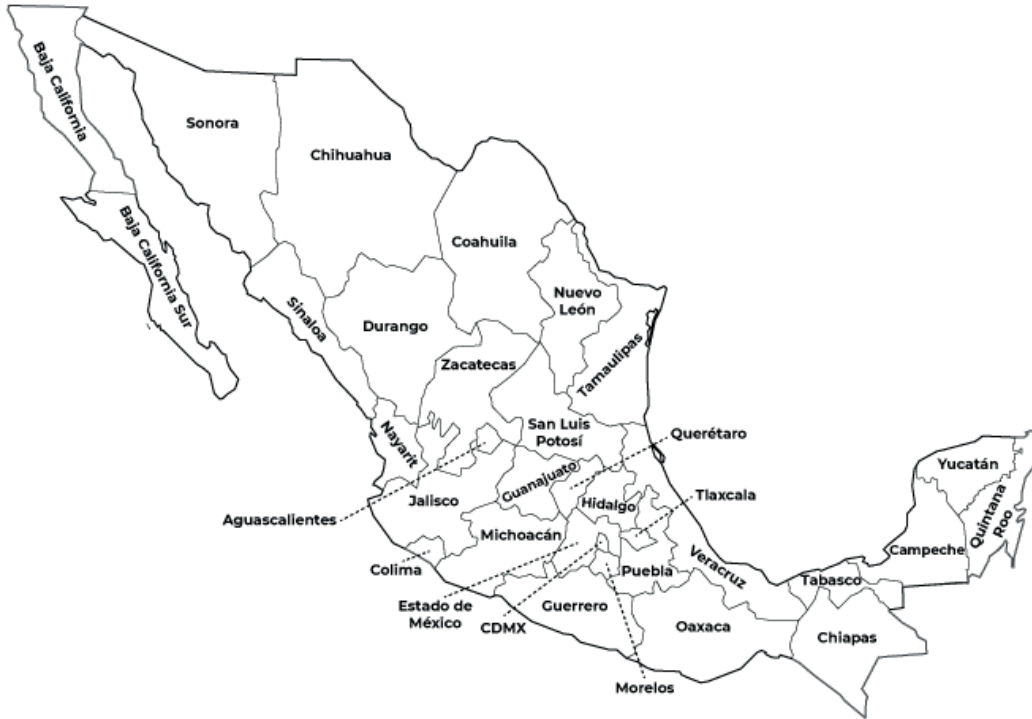 Baja California
Sonora
Chihuahua
Baja California Sur
Coahuila
Sinaloa
Nuevo
León
Durango
Tamaulipas
Zacatecas
San Luis
Potosí
Querétaro
Nayarit
Guanajuato
Yucatán
Jalisco
Hidalgo
Tlaxcala
Quintana
Roo
Aguascalientes
Michoacán
Campeche
Colima
Puebla
Veracruz
Tabasco
Estado de
México
Guerrero
CDMX
Oaxaca
Chiapas
Morelos